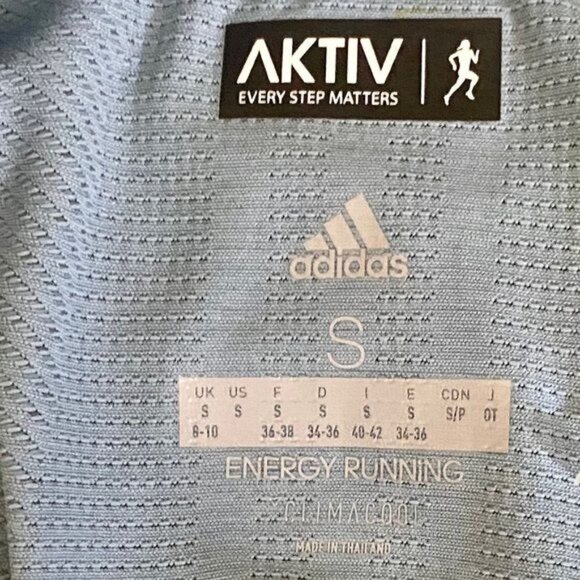 AKTIV
EVERY STEP MATTERS
adidas
S
UK US F D I E CDN J
S S S S S S S/P OT
8-10 36-38 34-36 40-42 34-36
ENERGY RUNNING
CLIMACOOL
MADE IN THAILAND